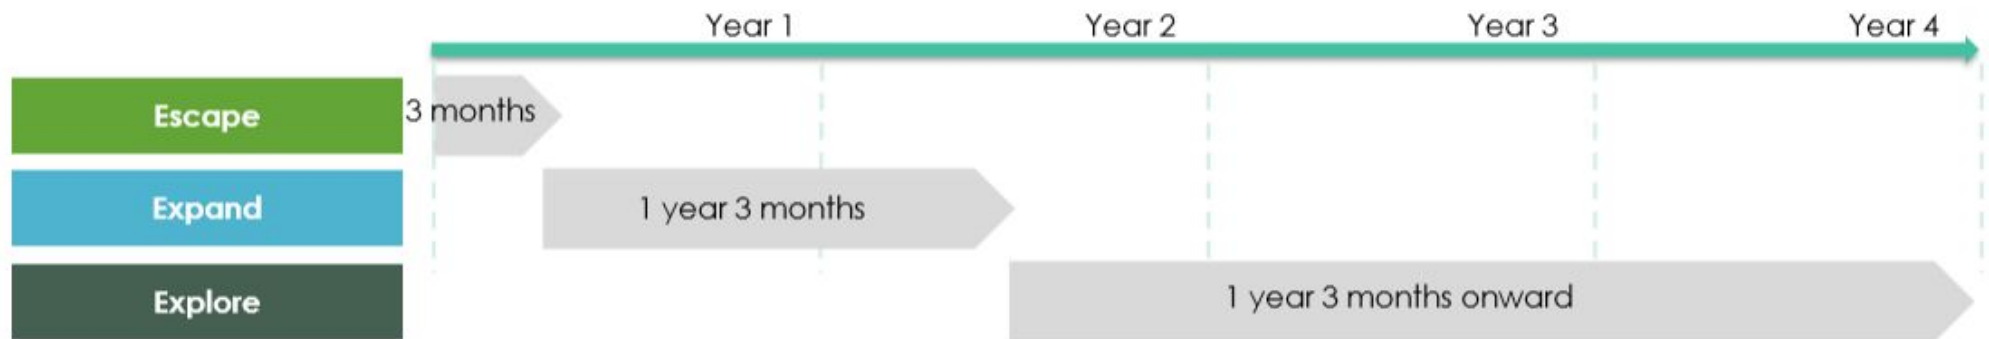 Year 1 Year 2 Year 3 Year 4
Escape 3 months
Expand 1 year 3 months
Explore 1 year 3 months onward